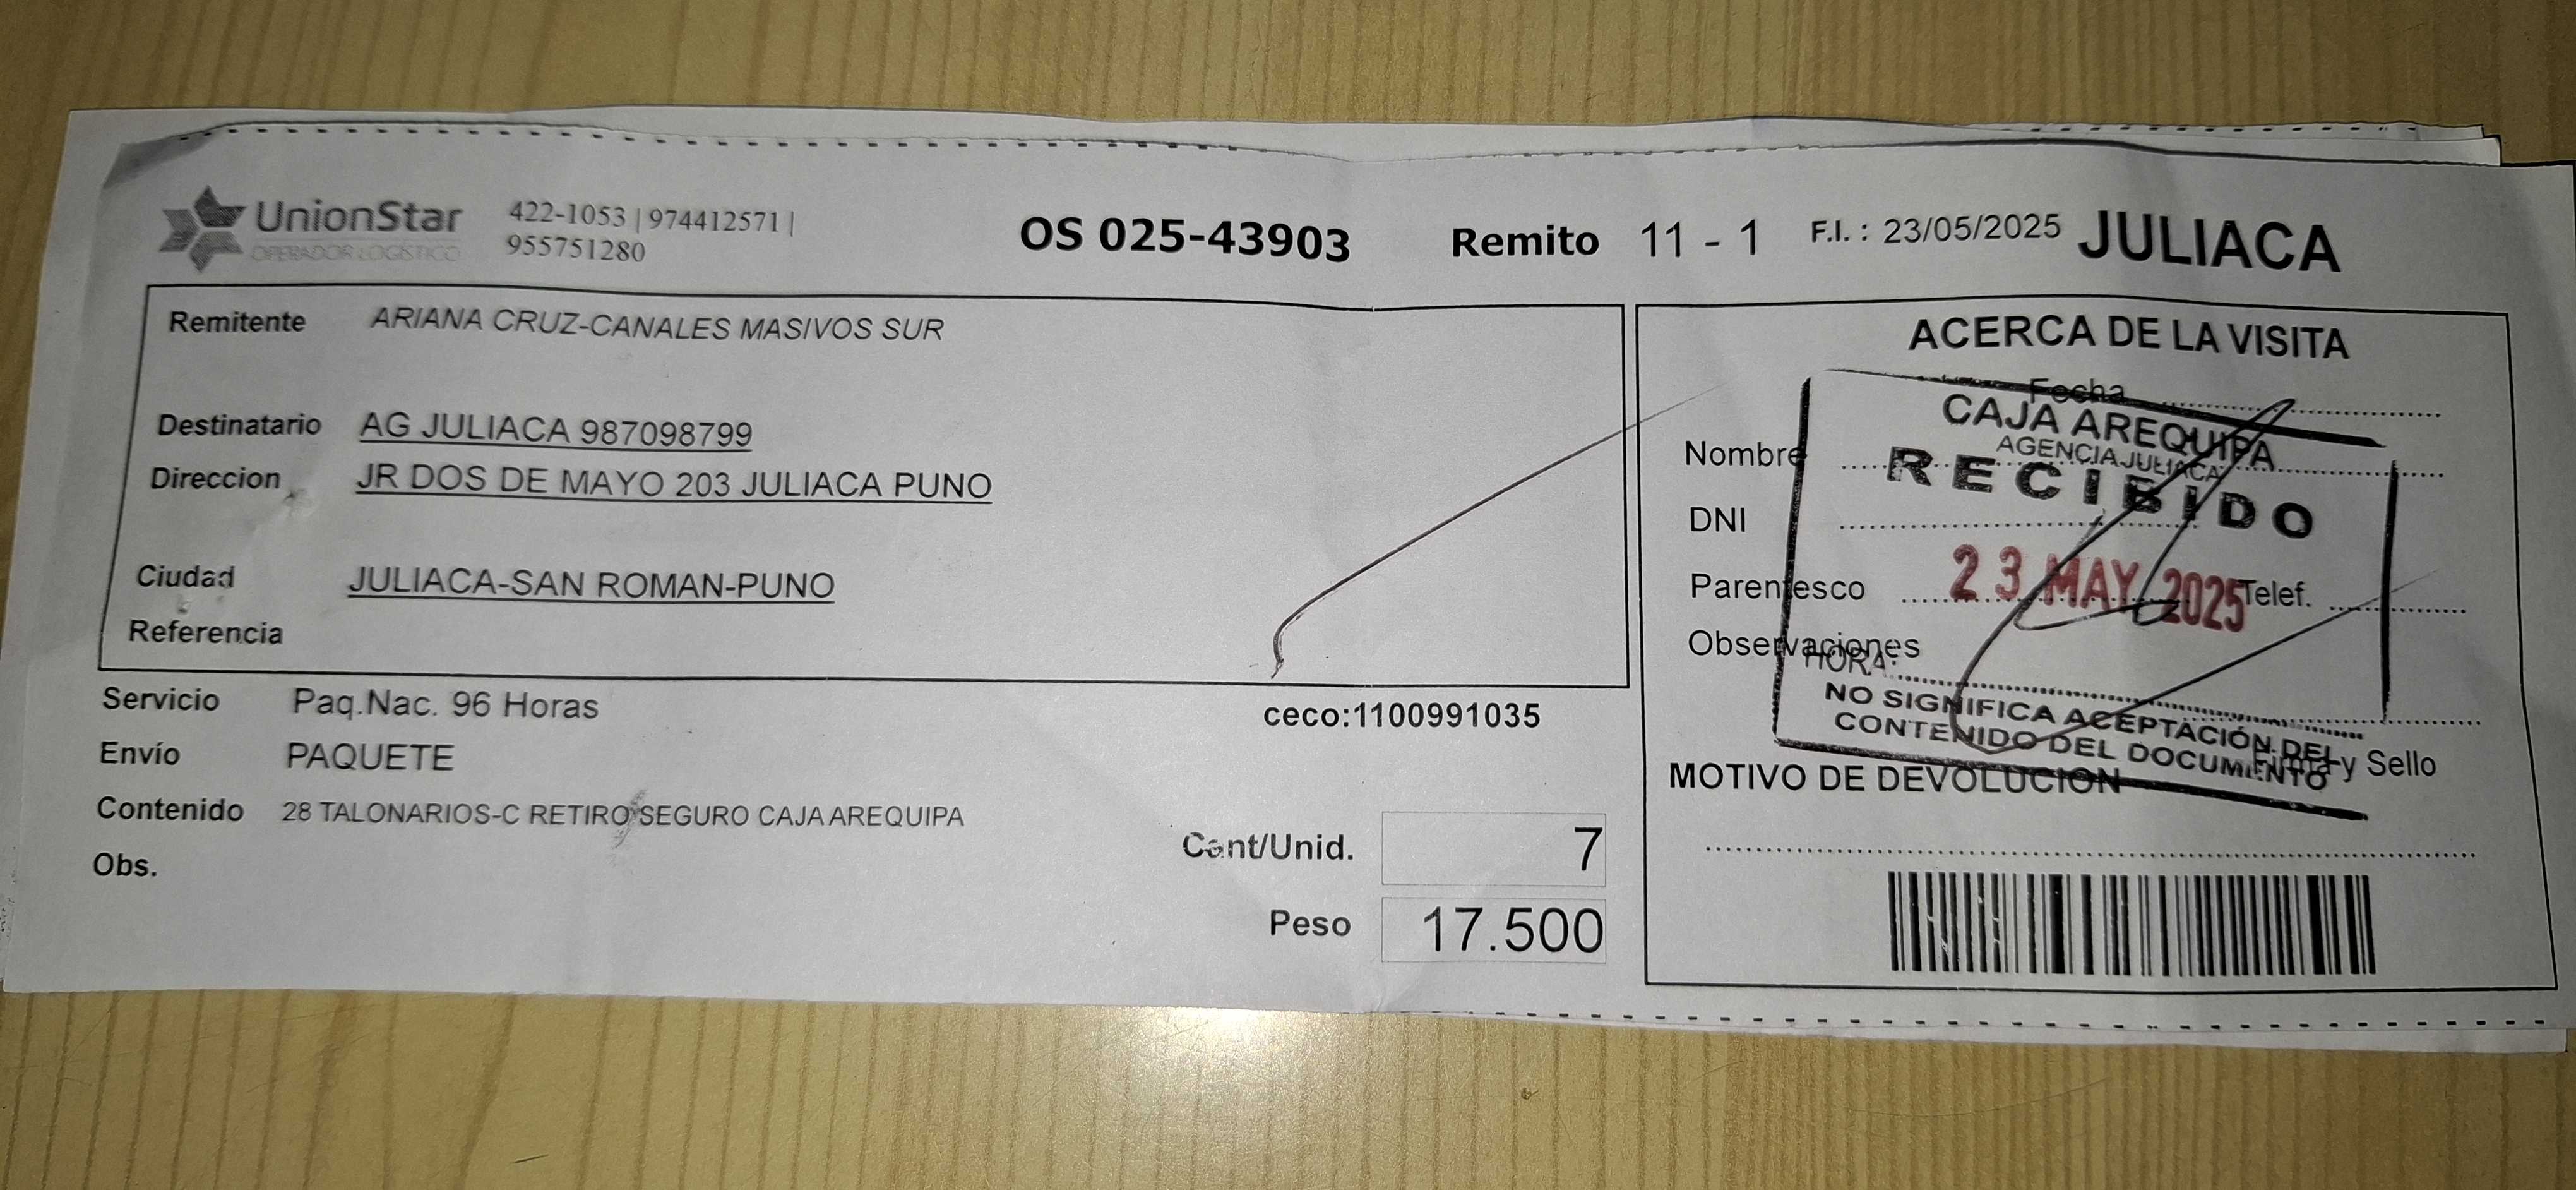 UnionStar
OPERADOR LOGISTICO
422-1053 | 974412571 |
955751280
OS 025-43903
Remito 11 - 1
F.I. : 23/05/2025
JULIACA
Remitente ARIANA CRUZ-CANALES MASIVOS SUR
Destinatario AG JULIACA 987098799
Direccion JR DOS DE MAYO 203 JULIACA PUNO
Ciudad JULIACA-SAN ROMAN-PUNO
Referencia
Servicio Paq.Nac. 96 Horas
ceco:1100991035
Envío PAQUETE
Contenido 28 TALONARIOS-C RETIRO SEGURO CAJA AREQUIPA
Obs.
Cant/Unid. 7
Peso 17.500
ACERCA DE LA VISITA
Fecha
Nombre
DNI
Parentesco
Telef.
Observaciones
Firma y Sello
MOTIVO DE DEVOLUCION
CAJA AREQUIPA
AGENCIA JULIACA
RECIBIDO
23 MAY 2025
HORA:
NO SIGNIFICA ACEPTACIÓN DEL
CONTENIDO DEL DOCUMENTO